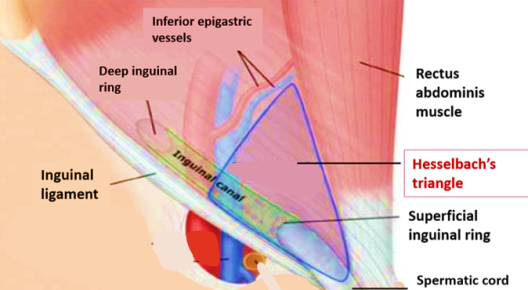 Inferior epigastric
vessels
Deep inguinal
ring
Rectus
abdominis
muscle
Inguinal canal
Hesselbach's
triangle
Inguinal
ligament
Superficial
inguinal ring
Spermatic cord